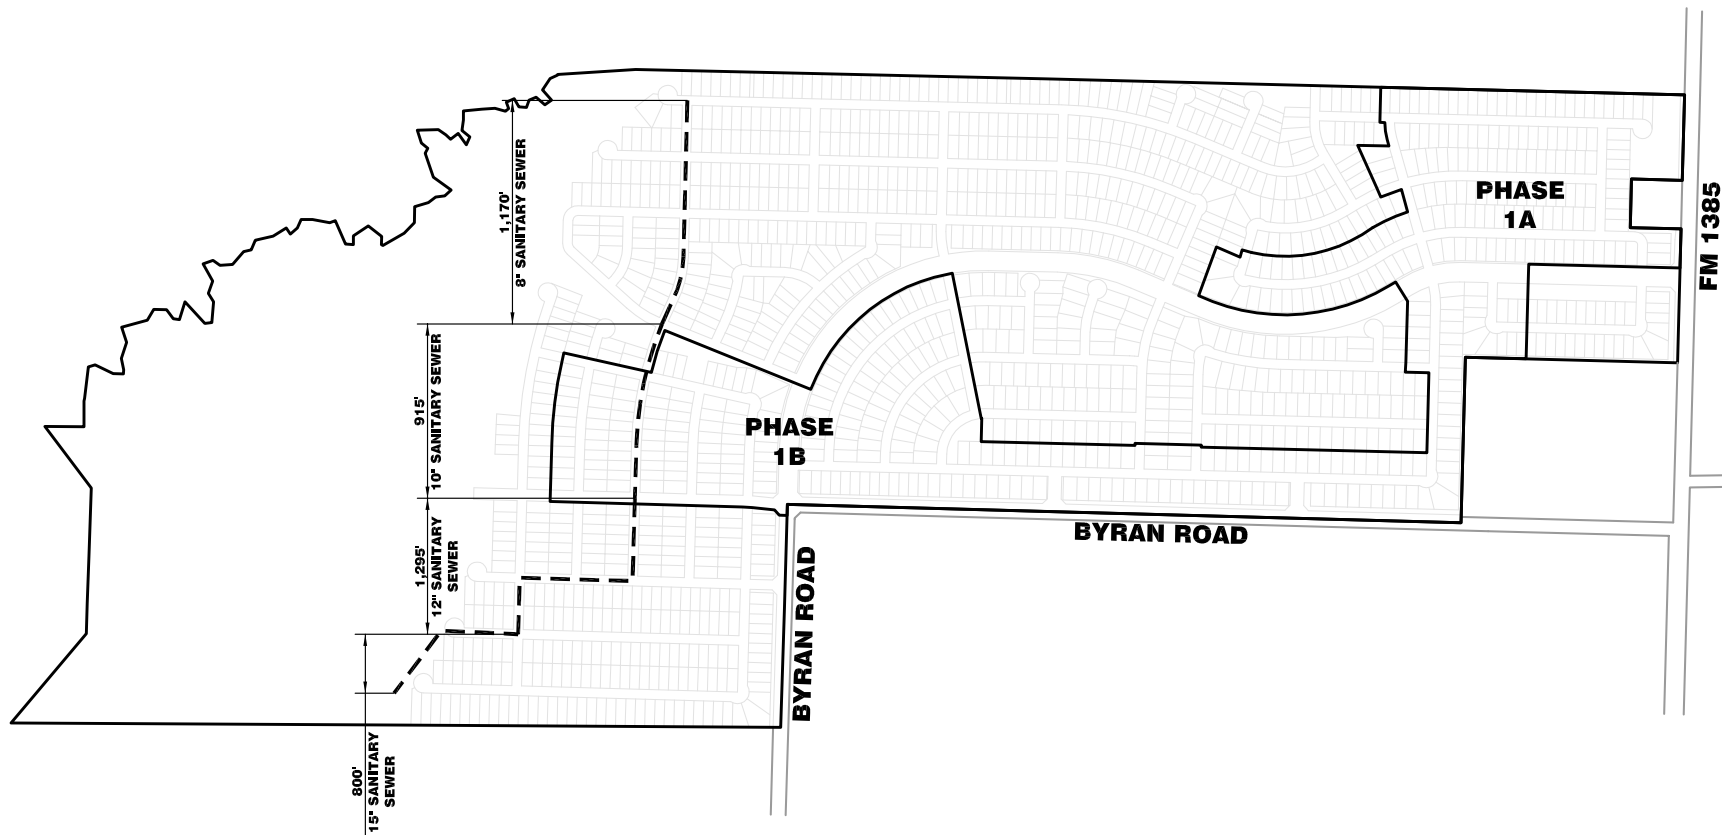 1,170'
8" SANITARY SEWER
PHASE
1A
FM 1385
915'
10" SANITARY SEWER
PHASE
1B
1,295'
12" SANITARY
SEWER
BYRAN ROAD
BYRAN ROAD
800'
15" SANITARY
SEWER